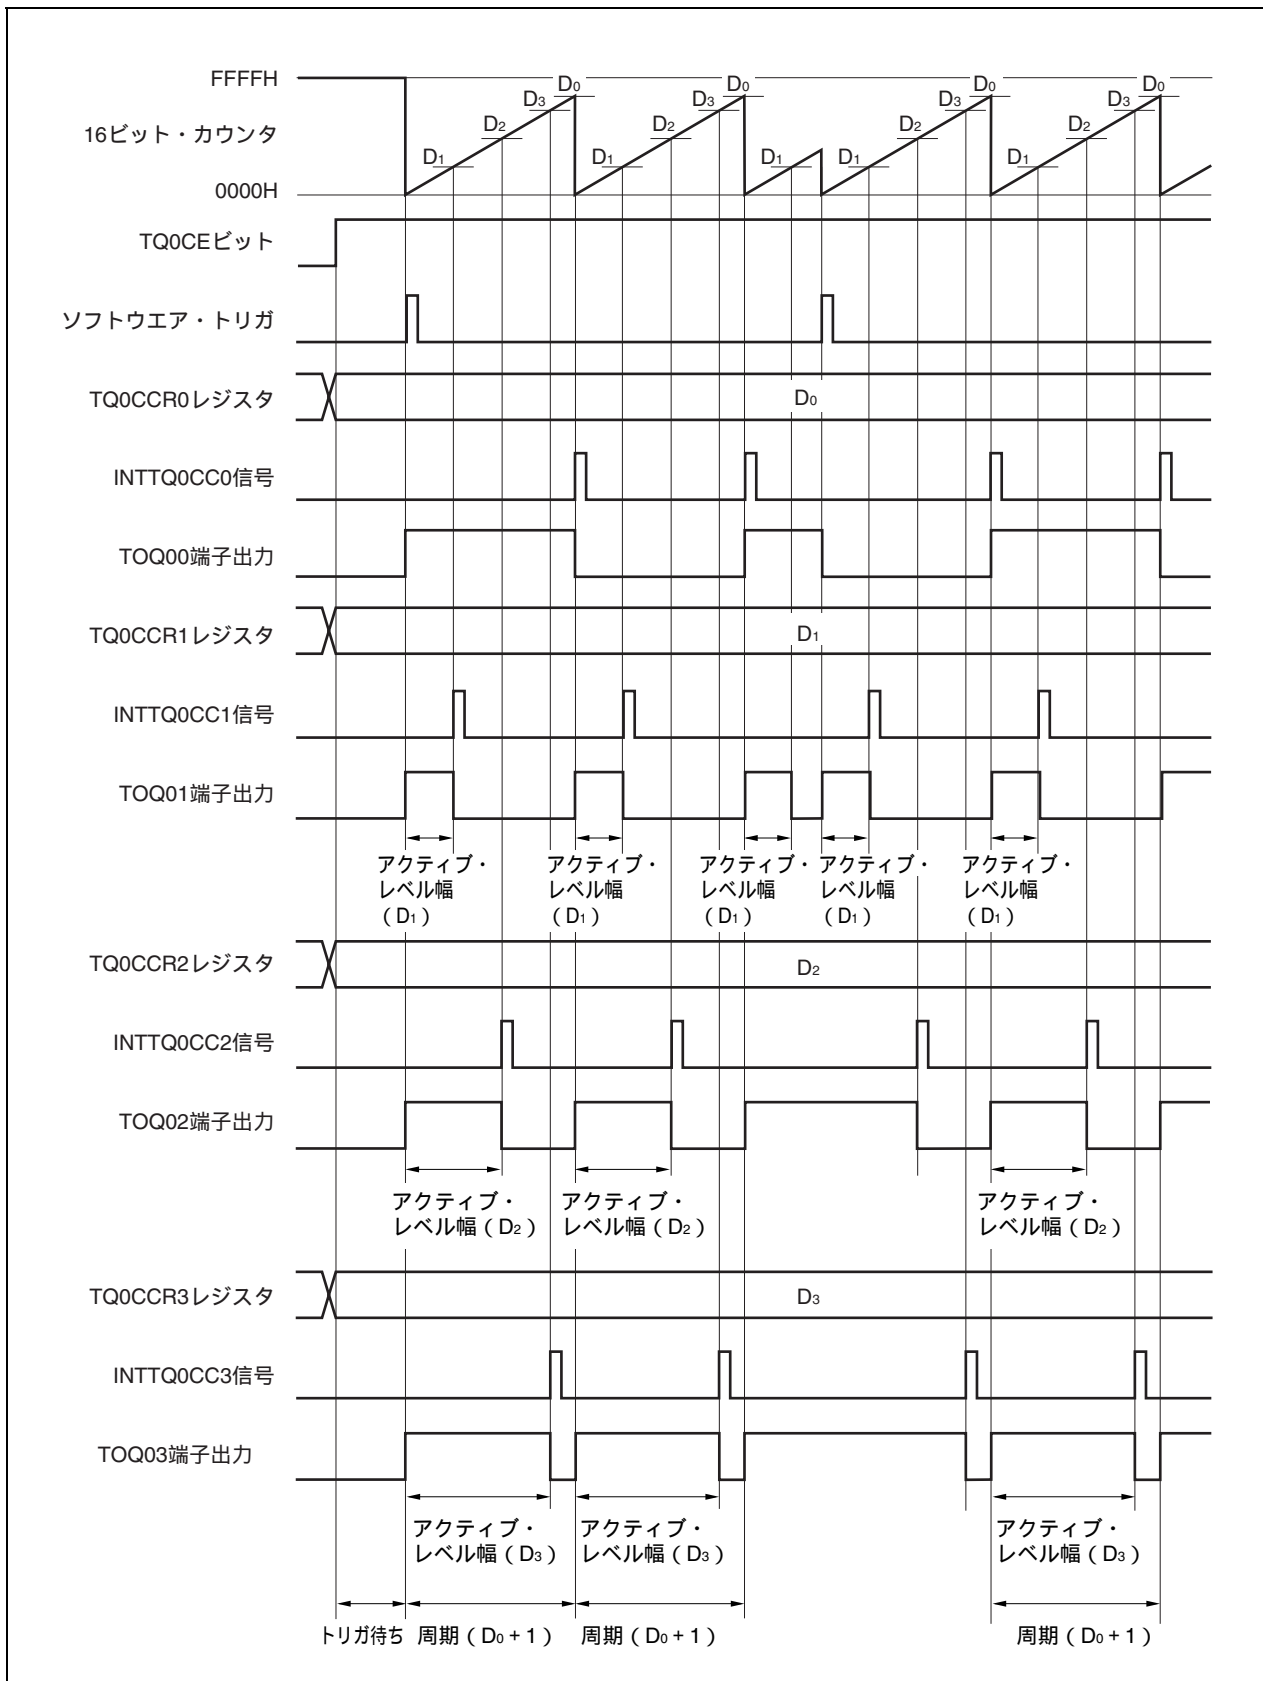 FFFFH
D0 D0 D0 D0
D3 D3 D3 D3
16ビット・カウンタ
D2 D2 D2 D2
D1 D1 D1 D1 D1
0000H
TQ0CEビット
ソフトウエア・トリガ
TQ0CCR0レジスタ
D0
INTTQ0CC0信号
TOQ00端子出力
TQ0CCR1レジスタ
D1
INTTQ0CC1信号
TOQ01端子出力
アクティブ・ アクティブ・ アクティブ・ アクティブ・ アクティブ・
レベル幅 レベル幅 レベル幅 レベル幅 レベル幅
(D1) (D1) (D1) (D1) (D1)
TQ0CCR2レジスタ
D2
INTTQ0CC2信号
TOQ02端子出力
アクティブ・ アクティブ・ アクティブ・
レベル幅(D2) レベル幅(D2) レベル幅(D2)
TQ0CCR3レジスタ
D3
INTTQ0CC3信号
TOQ03端子出力
アクティブ・ アクティブ・ アクティブ・
レベル幅(D3) レベル幅(D3) レベル幅(D3)
トリガ待ち 周期(D0+1) 周期(D0+1) 周期(D0+1)